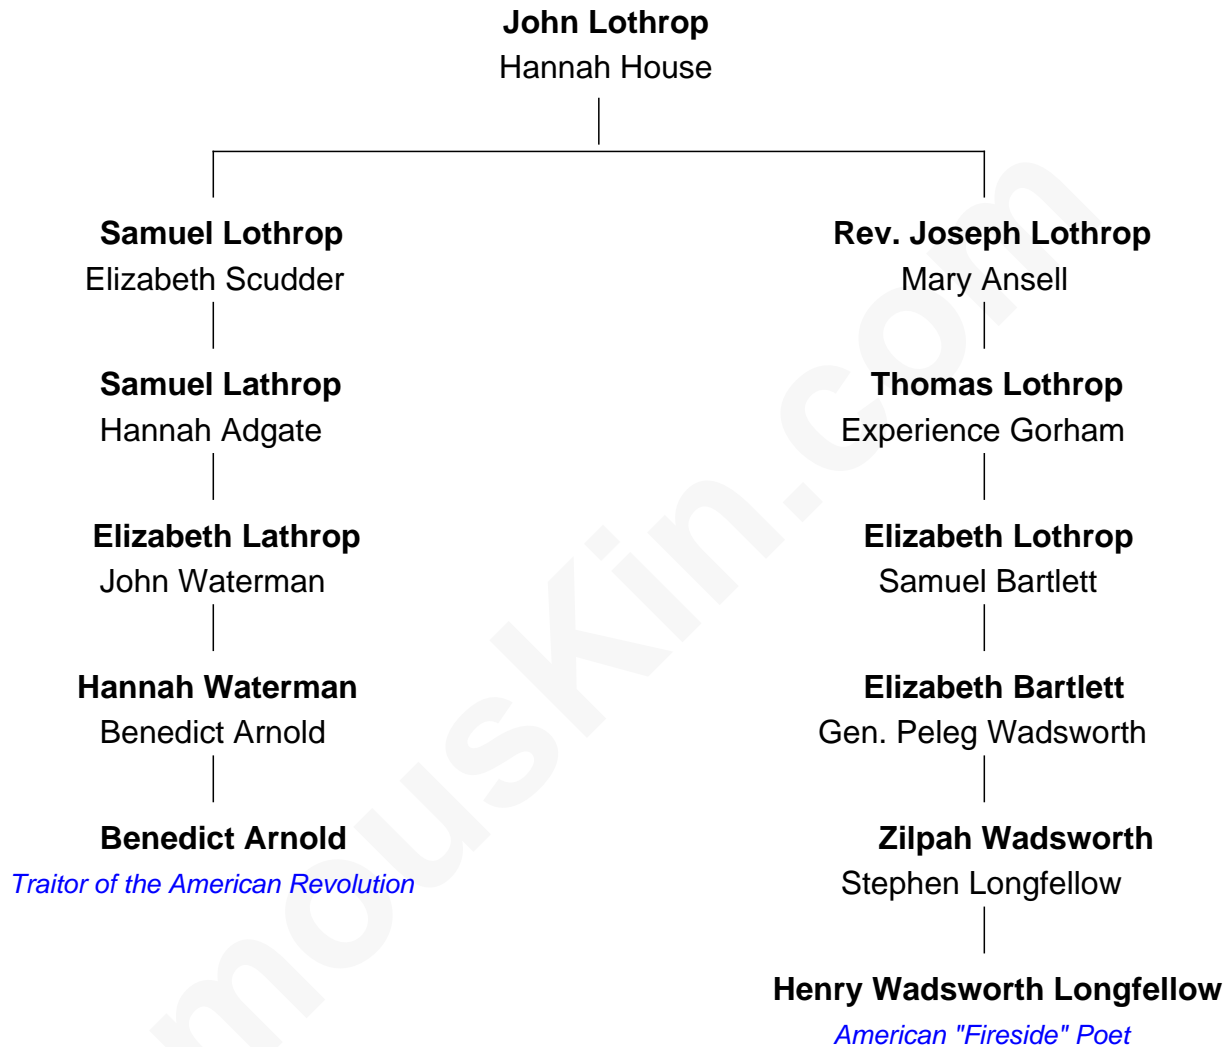 John Lothrop
Hannah House
Samuel Lothrop
Elizabeth Scudder
Samuel Lathrop
Hannah Adgate
Elizabeth Lathrop
John Waterman
Hannah Waterman
Benedict Arnold
Benedict Arnold
Traitor of the American Revolution
Rev. Joseph Lothrop
Mary Ansell
Thomas Lothrop
Experience Gorham
Elizabeth Lothrop
Samuel Bartlett
Elizabeth Bartlett
Gen. Peleg Wadsworth
Zilpah Wadsworth
Stephen Longfellow
Henry Wadsworth Longfellow
American "Fireside" Poet
mousKin.com